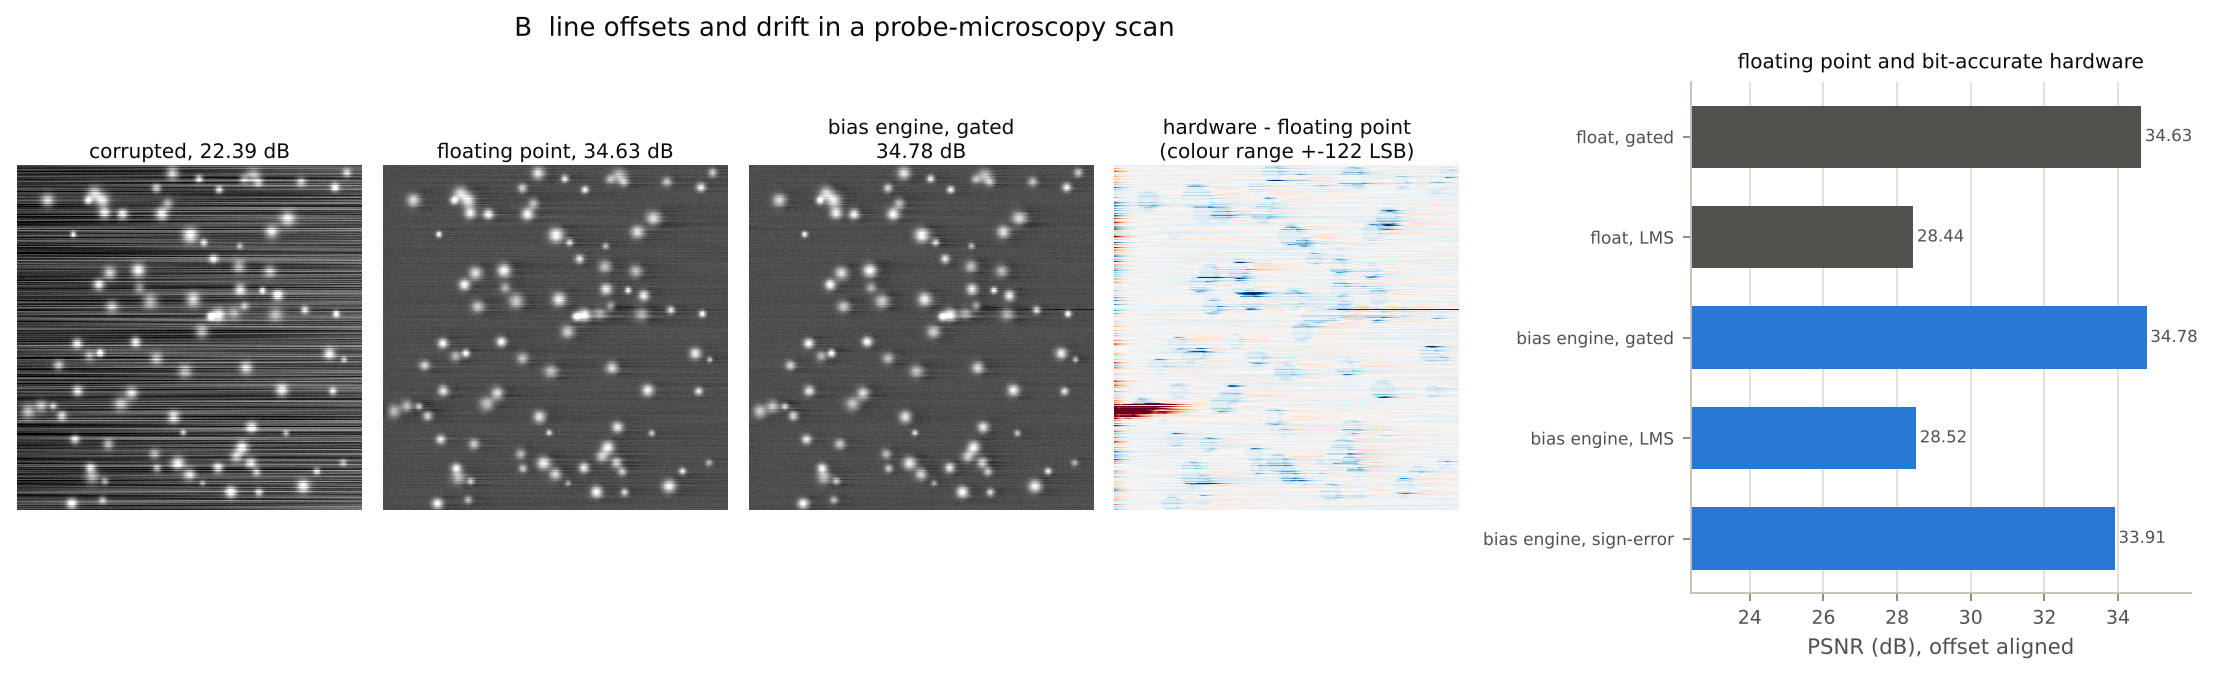 B  line offsets and drift in a probe-microscopy scan
corrupted, 22.39 dB
floating point, 34.63 dB
bias engine, gated
34.78 dB
hardware - floating point
(colour range +-122 LSB)
floating point and bit-accurate hardware
float, gated
34.63
float, LMS
28.44
bias engine, gated
34.78
bias engine, LMS
28.52
bias engine, sign-error
33.91
24 26 28 30 32 34
PSNR (dB), offset aligned